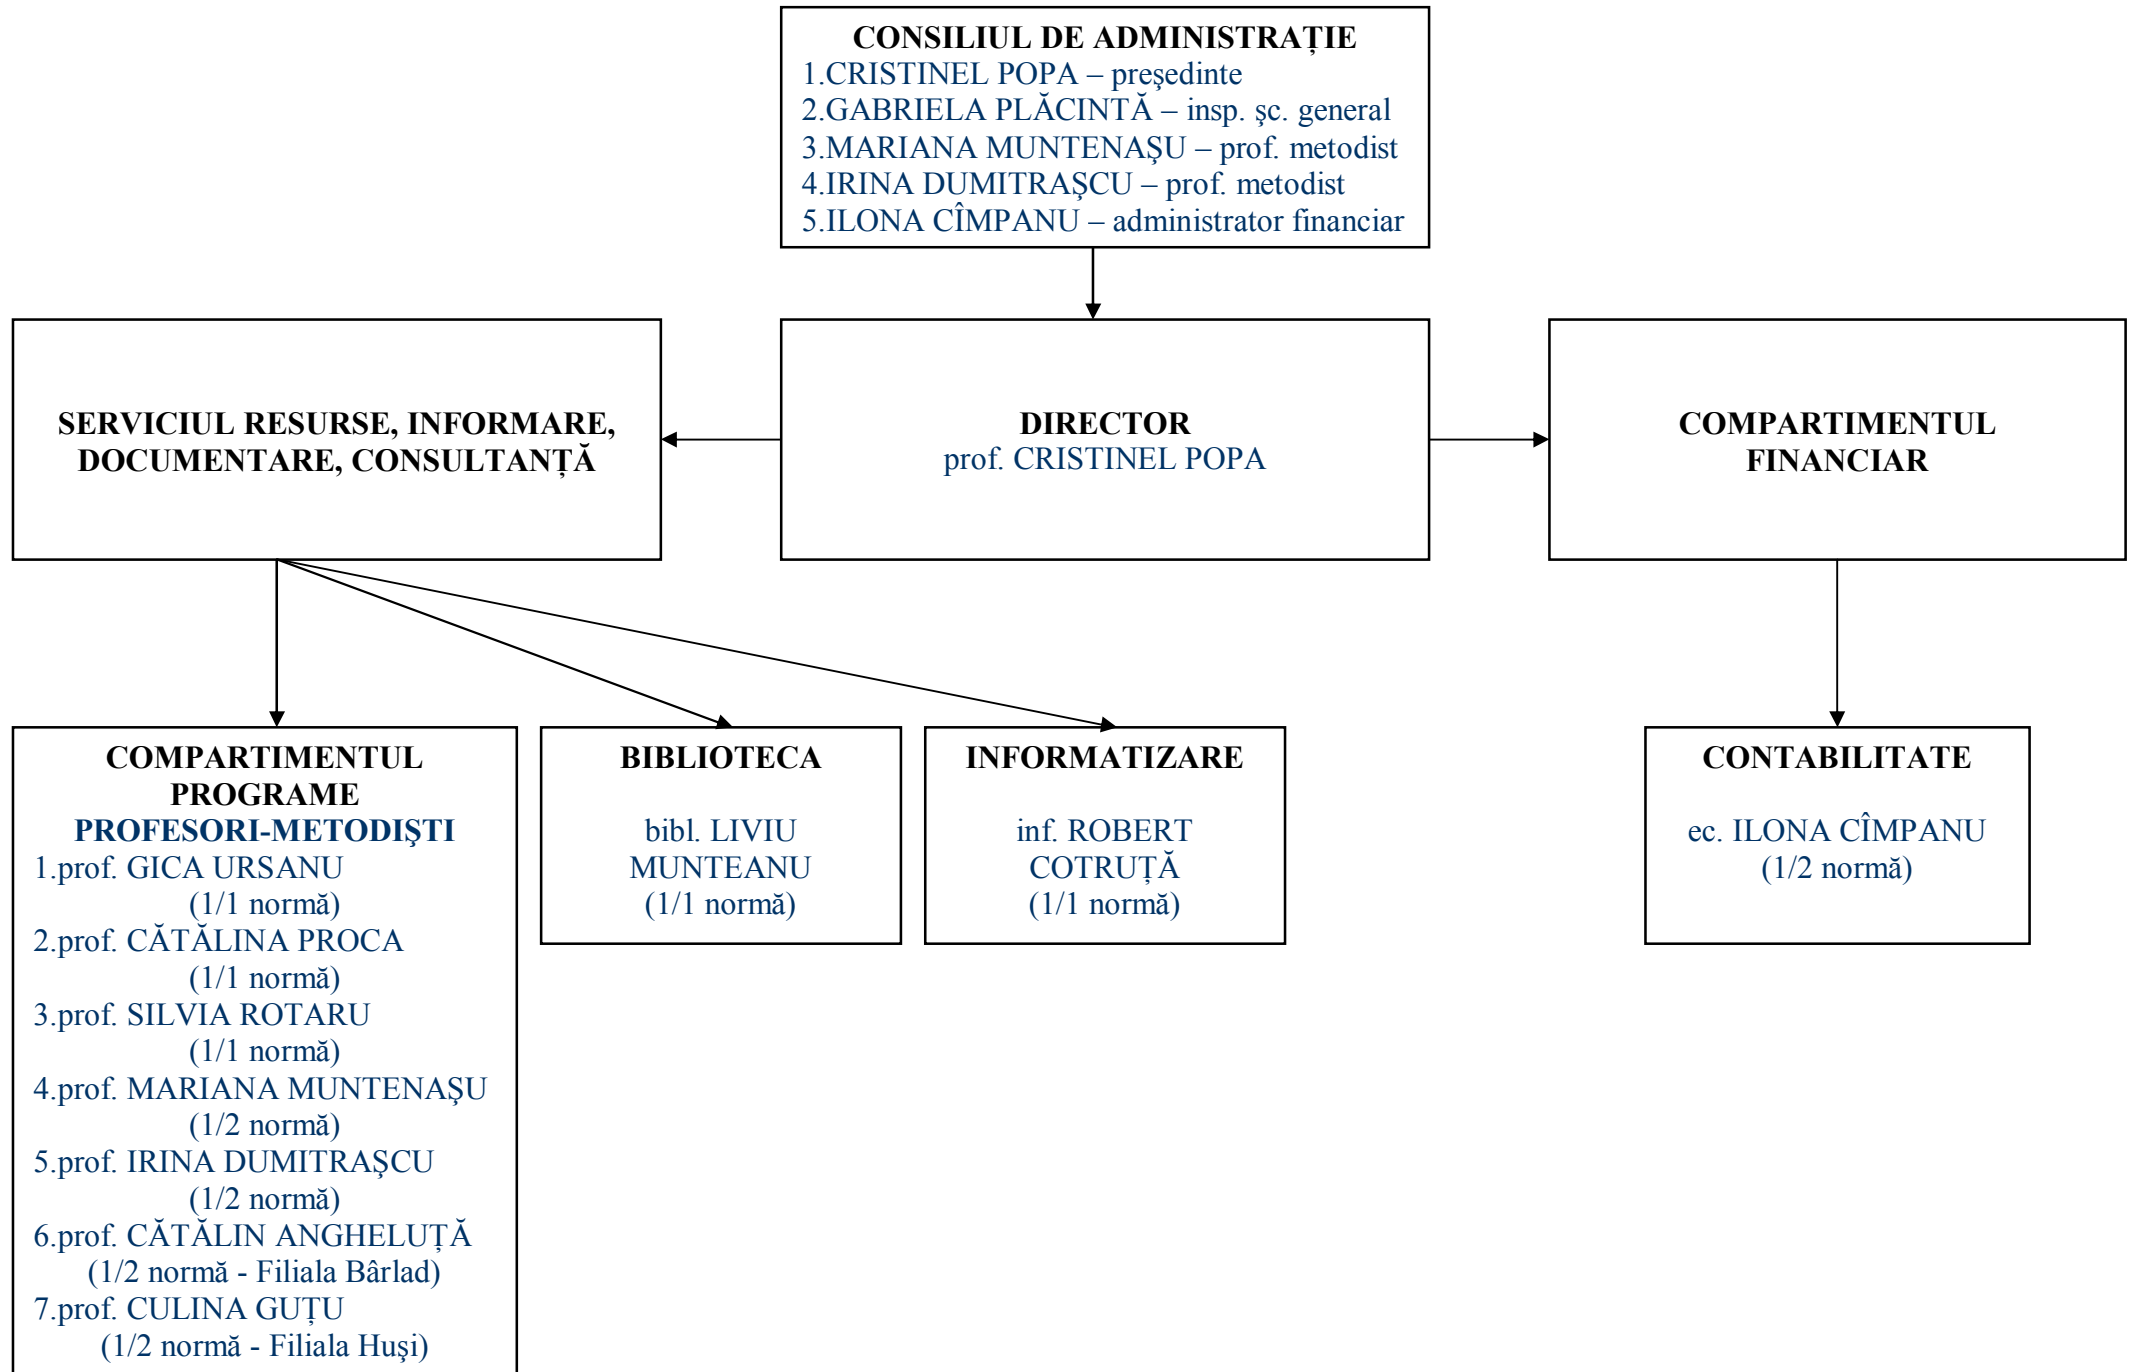 CONSILIUL DE ADMINISTRAȚIE
1.CRISTINEL POPA – preşedinte
2.GABRIELA PLĂCINTĂ – insp. şc. general
3.MARIANA MUNTENAŞU – prof. metodist
4.IRINA DUMITRAŞCU – prof. metodist
5.ILONA CÎMPANU – administrator financiar
SERVICIUL RESURSE, INFORMARE,
DOCUMENTARE, CONSULTANȚĂ
DIRECTOR
prof. CRISTINEL POPA
COMPARTIMENTUL
FINANCIAR
COMPARTIMENTUL
PROGRAME
PROFESORI-METODIŞTI
1.prof. GICA URSANU
(1/1 normă)
2.prof. CĂTĂLINA PROCA
(1/1 normă)
3.prof. SILVIA ROTARU
(1/1 normă)
4.prof. MARIANA MUNTENAŞU
(1/2 normă)
5.prof. IRINA DUMITRAŞCU
(1/2 normă)
6.prof. CĂTĂLIN ANGHELUȚĂ
(1/2 normă - Filiala Bârlad)
7.prof. CULINA GUȚU
(1/2 normă - Filiala Huşi)
BIBLIOTECA
bibl. LIVIU
MUNTEANU
(1/1 normă)
INFORMATIZARE
inf. ROBERT
COTRUȚĂ
(1/1 normă)
CONTABILITATE
ec. ILONA CÎMPANU
(1/2 normă)